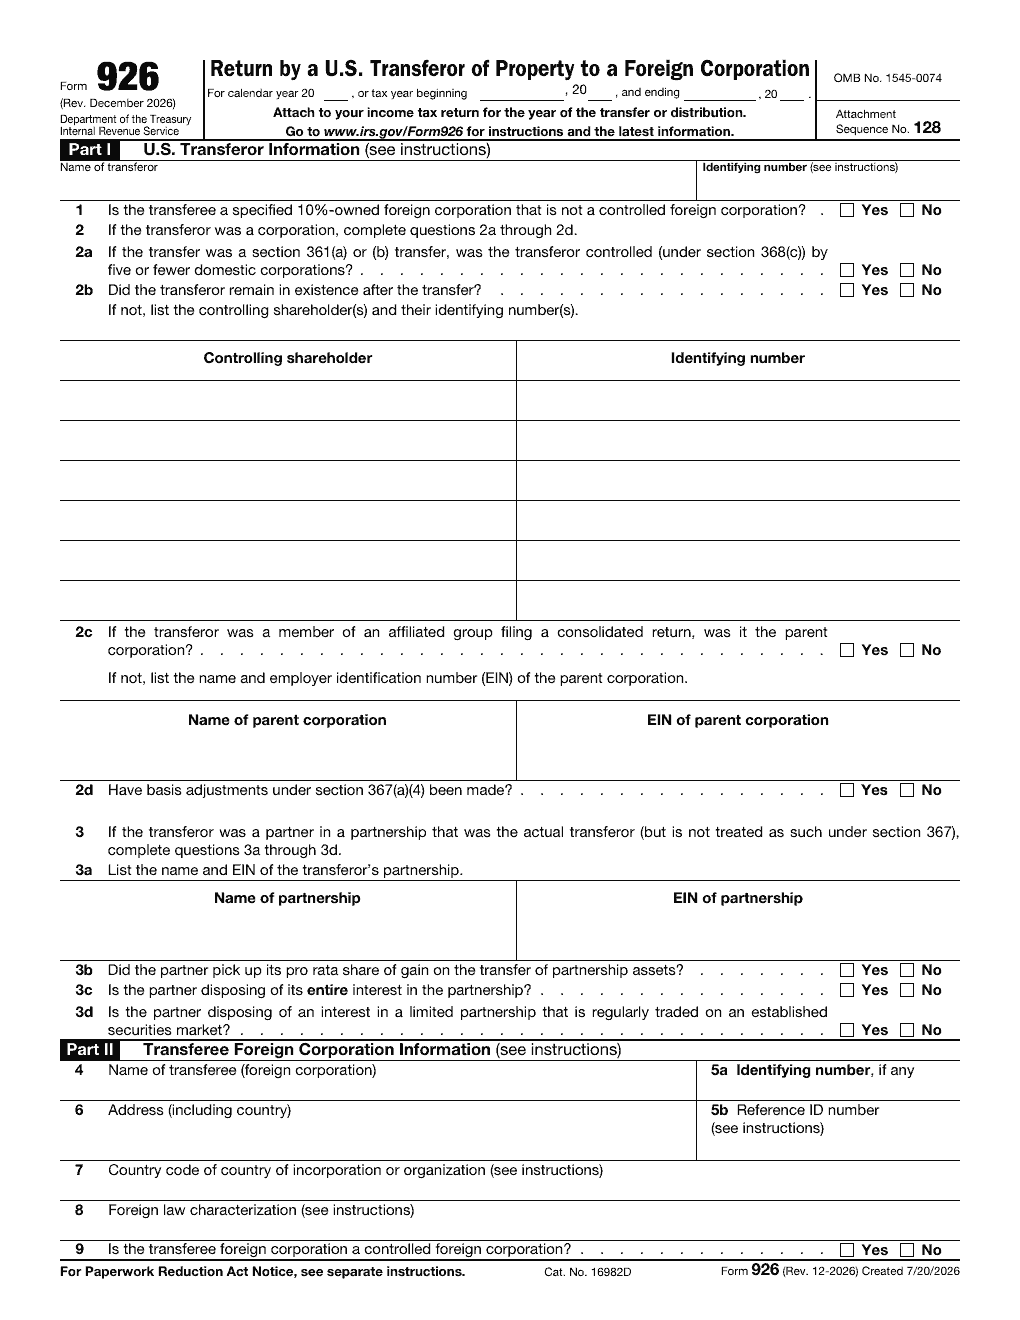 Form 926
(Rev. December 2026)
Department of the Treasury
Internal Revenue Service
Return by a U.S. Transferor of Property to a Foreign Corporation
For calendar year 20 , or tax year beginning , 20 , and ending , 20 .
Attach to your income tax return for the year of the transfer or distribution.
Go to www.irs.gov/Form926 for instructions and the latest information.
OMB No. 1545-0074
Attachment
Sequence No. 128
Part I U.S. Transferor Information (see instructions)
Name of transferor
Identifying number (see instructions)
1 Is the transferee a specified 10%-owned foreign corporation that is not a controlled foreign corporation? . Yes No
2 If the transferor was a corporation, complete questions 2a through 2d.
2a If the transfer was a section 361(a) or (b) transfer, was the transferor controlled (under section 368(c)) by
five or fewer domestic corporations? . . . . . . . . . . . . . . . . . . . . . . . . Yes No
2b Did the transferor remain in existence after the transfer? . . . . . . . . . . . . . . . . . Yes No
If not, list the controlling shareholder(s) and their identifying number(s).
Controlling shareholder Identifying number
2c If the transferor was a member of an affiliated group filing a consolidated return, was it the parent
corporation? . . . . . . . . . . . . . . . . . . . . . . . . . . . . . . . . Yes No
If not, list the name and employer identification number (EIN) of the parent corporation.
Name of parent corporation EIN of parent corporation
2d Have basis adjustments under section 367(a)(4) been made? . . . . . . . . . . . . . . . . Yes No
3 If the transferor was a partner in a partnership that was the actual transferor (but is not treated as such under section 367),
complete questions 3a through 3d.
3a List the name and EIN of the transferor’s partnership.
Name of partnership EIN of partnership
3b Did the partner pick up its pro rata share of gain on the transfer of partnership assets? . . . . . . . Yes No
3c Is the partner disposing of its entire interest in the partnership? . . . . . . . . . . . . . . . Yes No
3d Is the partner disposing of an interest in a limited partnership that is regularly traded on an established
securities market? . . . . . . . . . . . . . . . . . . . . . . . . . . . . . . Yes No
Part II Transferee Foreign Corporation Information (see instructions)
4 Name of transferee (foreign corporation)
5a Identifying number, if any
6 Address (including country)
5b Reference ID number
(see instructions)
7 Country code of country of incorporation or organization (see instructions)
8 Foreign law characterization (see instructions)
9 Is the transferee foreign corporation a controlled foreign corporation? . . . . . . . . . . . . . Yes No
For Paperwork Reduction Act Notice, see separate instructions. Cat. No. 16982D Form 926 (Rev. 12-2026) Created 7/20/2026